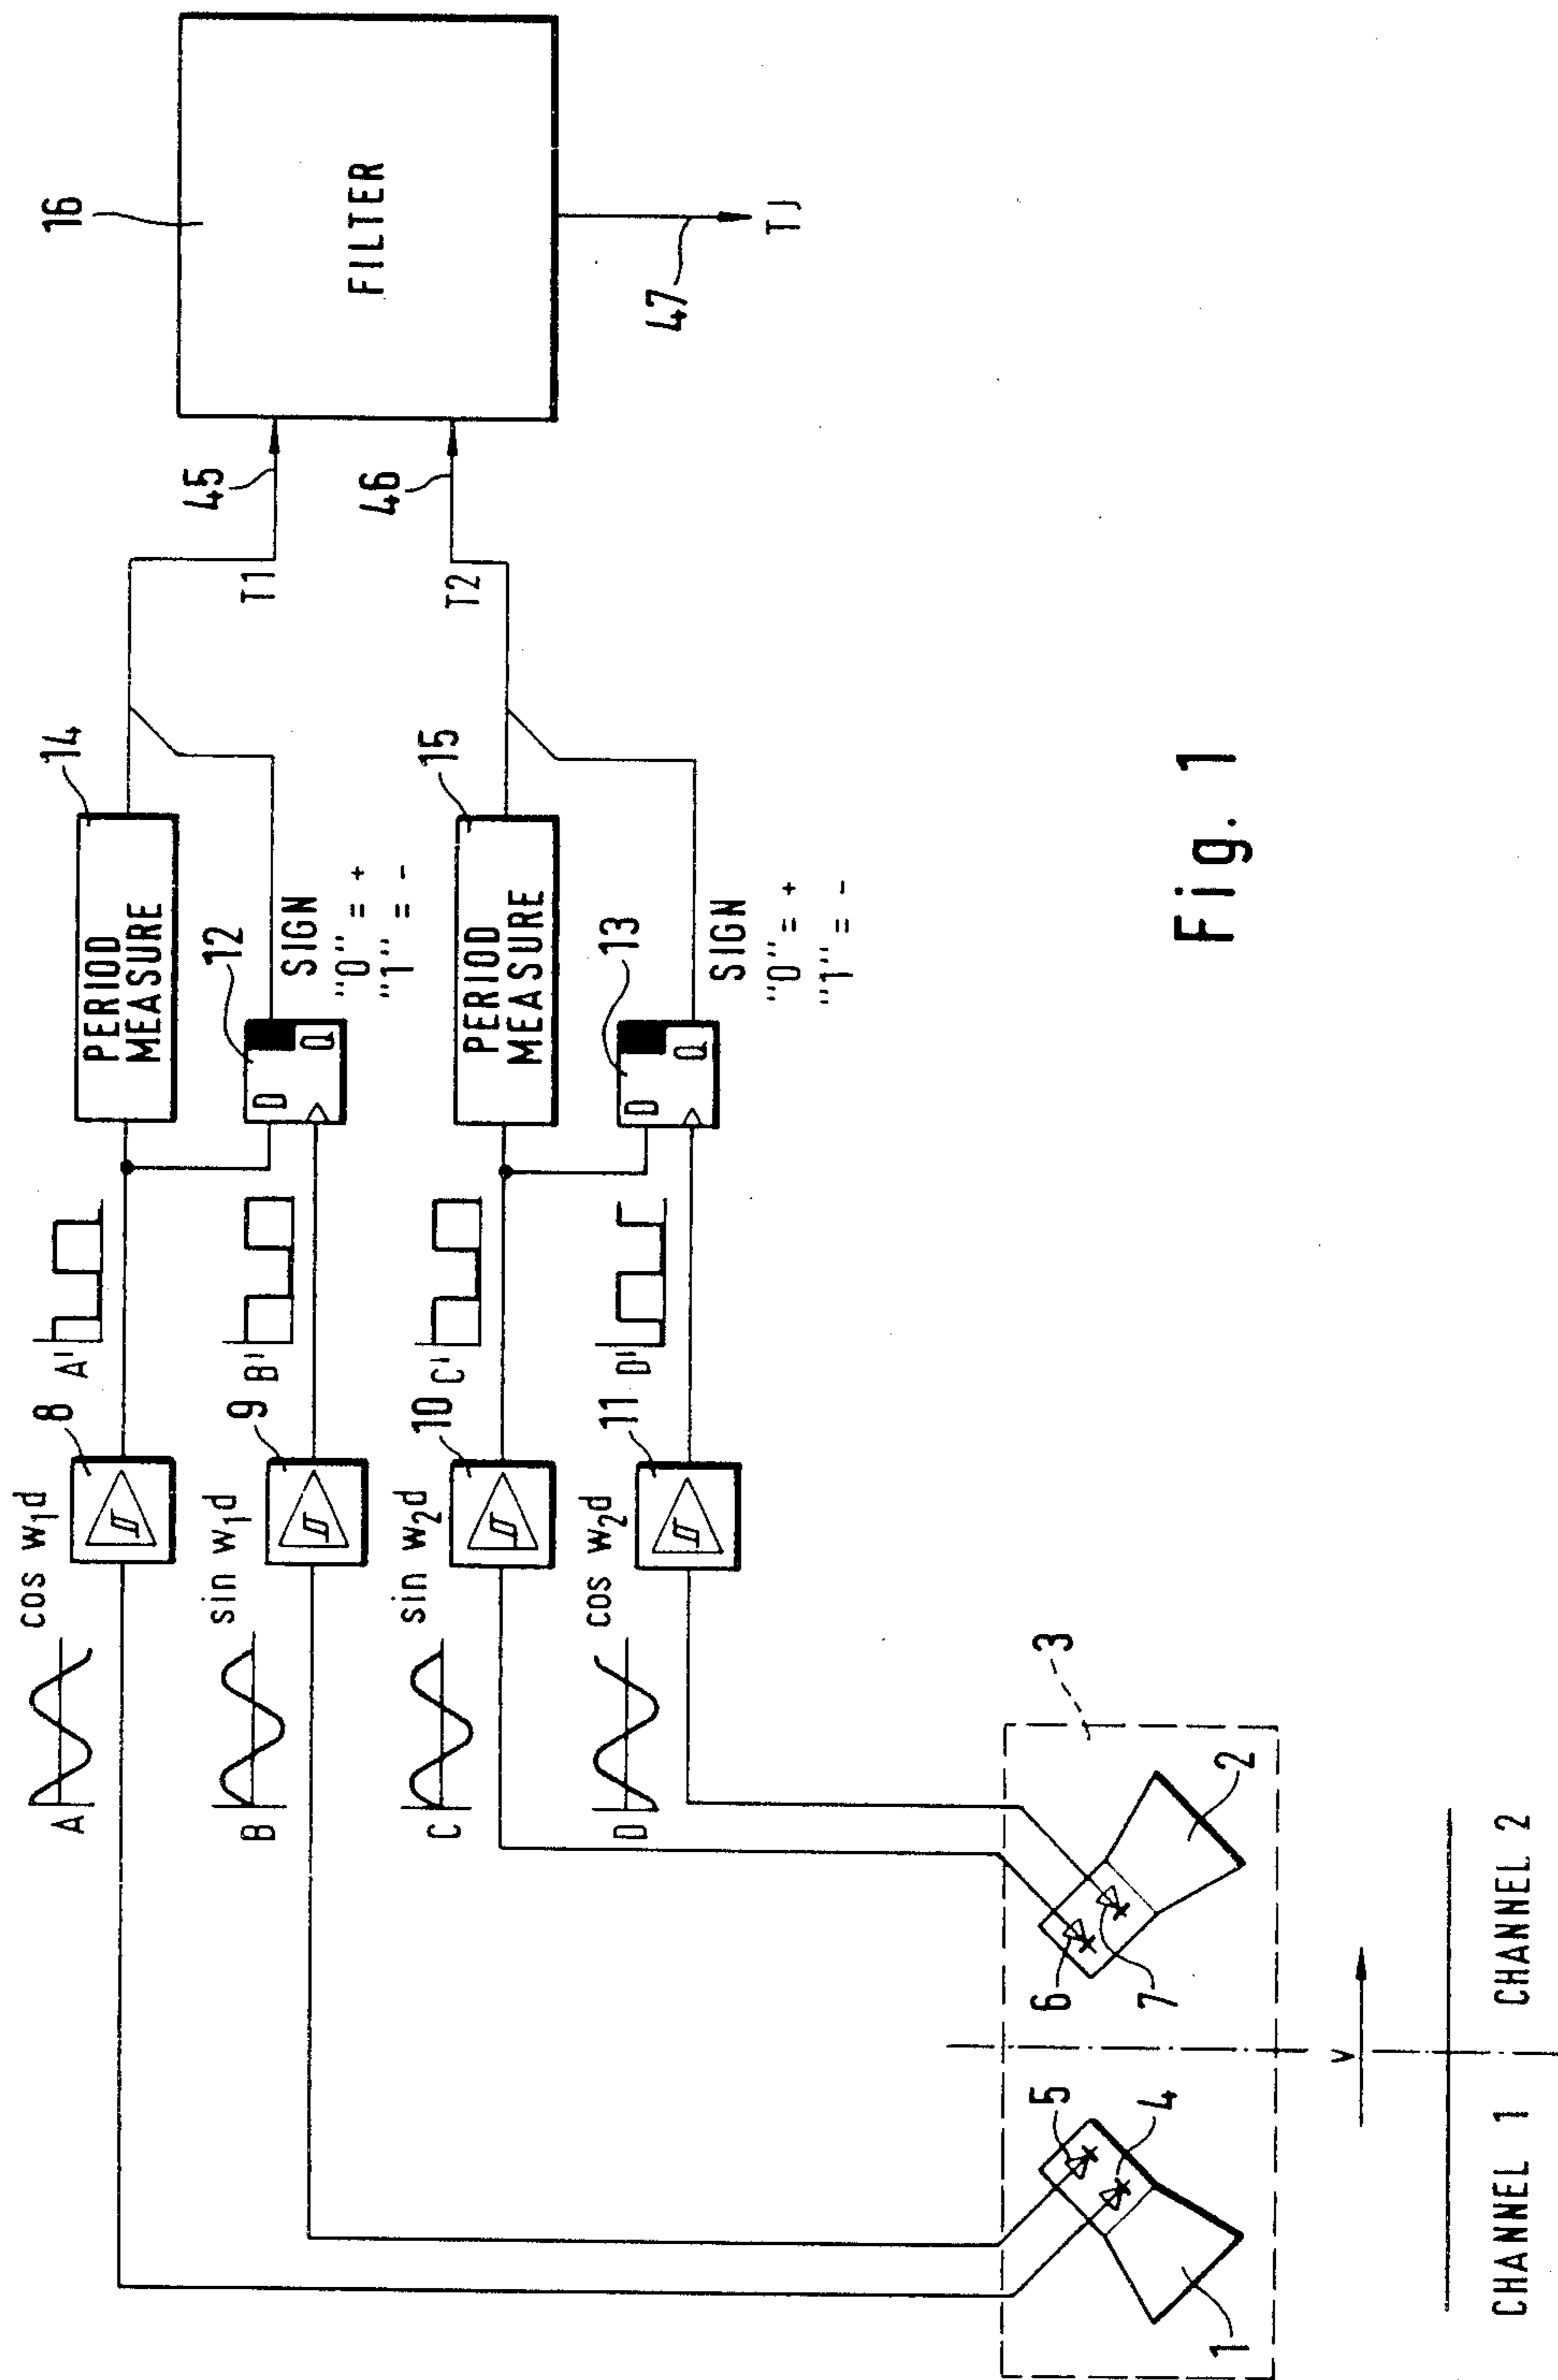 16
FILTER
47
TJ
45
46
T1
T2
14
PERIOD
MEASURE
12
D
Q
SIGN
"0" = +
"1" = -
15
PERIOD
MEASURE
13
D
Q
SIGN
"0" = +
"1" = -
A'
B'
C'
D'
8
9
10
11
cos w₁d
sin w₁d
sin w₂d
cos w₂d
A
B
C
D
3
2
6
7
5
4
1
v
CHANNEL 1
CHANNEL 2
Fig. 1